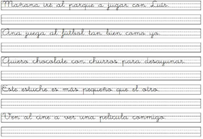 Mañana iré al parque a jugar con Luis.
Ana juega al fútbol tan bien como yo.
Quiero chocolate con churros para desayunar.
Este estuche es más pequeño que el otro.
Ven al cine a ver una película conmigo.